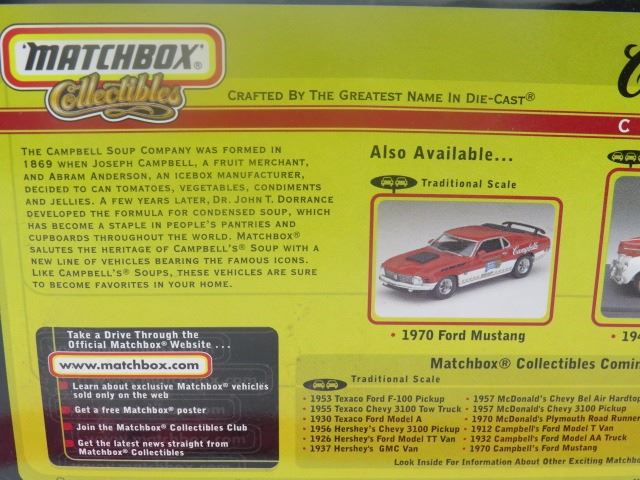 MATCHBOX®
Collectibles
CRAFTED BY THE GREATEST NAME IN DIE-CAST®
C
THE CAMPBELL SOUP COMPANY WAS FORMED IN
1869 WHEN JOSEPH CAMPBELL, A FRUIT MERCHANT,
AND ABRAM ANDERSON, AN ICEBOX MANUFACTURER,
DECIDED TO CAN TOMATOES, VEGETABLES, CONDIMENTS
AND JELLIES. A FEW YEARS LATER, DR. JOHN T. DORRANCE
DEVELOPED THE FORMULA FOR CONDENSED SOUP, WHICH
HAS BECOME A STAPLE IN PEOPLE'S PANTRIES AND
CUPBOARDS THROUGHOUT THE WORLD. MATCHBOX®
SALUTES THE HERITAGE OF CAMPBELL'S® SOUP WITH A
NEW LINE OF VEHICLES BEARING THE FAMOUS ICONS.
LIKE CAMPBELL'S® SOUPS, THESE VEHICLES ARE SURE
TO BECOME FAVORITES IN YOUR HOME.
Also Available...
Traditional Scale
Campbell's
• 1970 Ford Mustang
• 19
Take a Drive Through the
Official Matchbox® Website ...
www.matchbox.com
Learn about exclusive Matchbox® vehicles
sold only on the web
Get a free Matchbox® poster
Join the Matchbox® Collectibles Club
Get the latest news straight from
Matchbox® Collectibles
Matchbox® Collectibles Comin
Traditional Scale
• 1953 Texaco Ford F-100 Pickup
• 1955 Texaco Chevy 3100 Tow Truck
• 1930 Texaco Ford Model A
• 1956 Hershey's Chevy 3100 Pickup
• 1926 Hershey's Ford Model TT Van
• 1937 Hershey's GMC Van
• 1957 McDonald's Chevy Bel Air Hardtop
• 1957 McDonald's Chevy 3100 Pickup
• 1970 McDonald's Plymouth Road Runner
• 1912 Campbell's Ford Model T Van
• 1932 Campbell's Ford Model AA Truck
• 1970 Campbell's Ford Mustang
Look Inside For Information About Other Exciting Matchbo